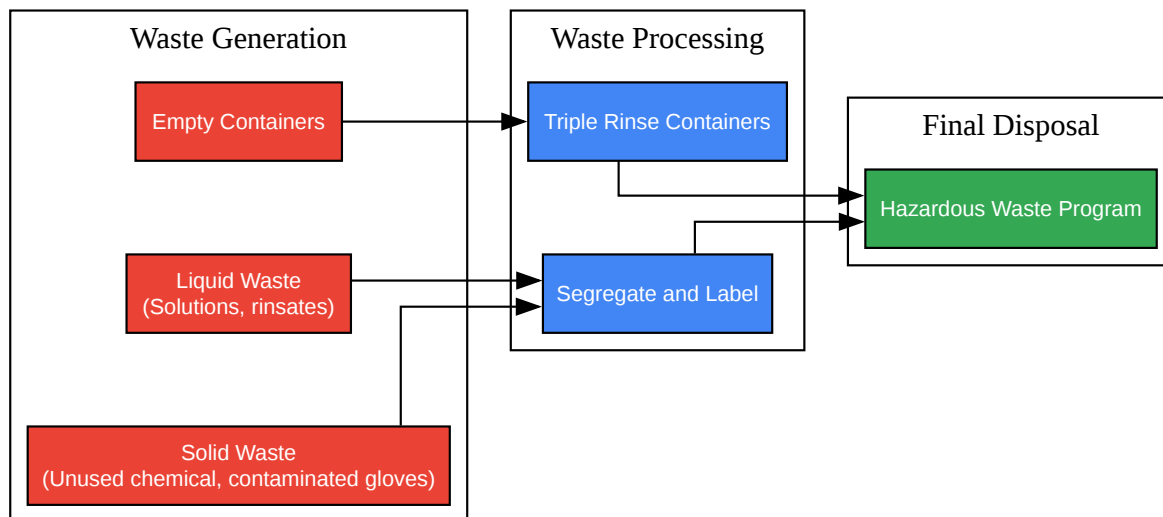 Waste Generation
Empty Containers
Liquid Waste
(Solutions, rinsates)
Solid Waste
(Unused chemical, contaminated gloves)
Waste Processing
Triple Rinse Containers
Segregate and Label
Final Disposal
Hazardous Waste Program